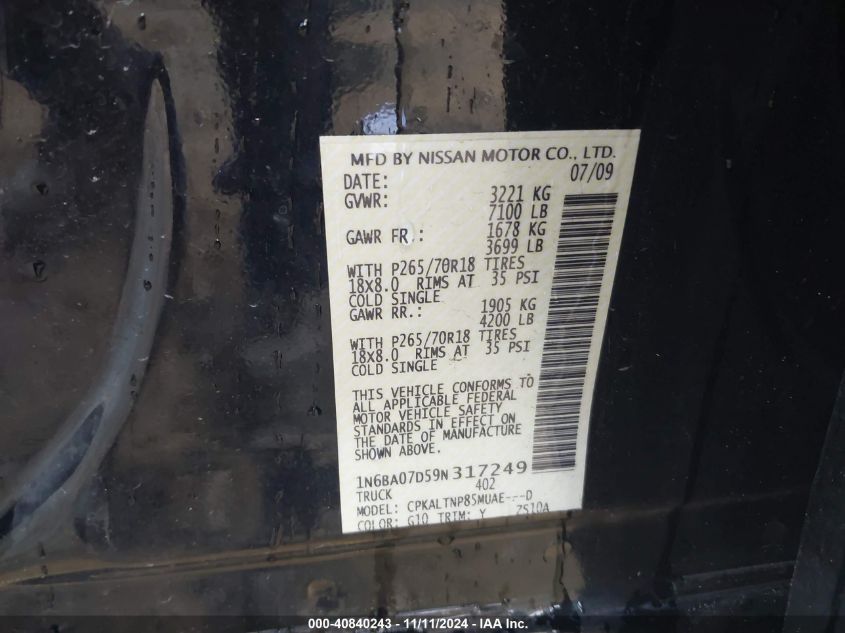 MFD BY NISSAN MOTOR CO., LTD.
DATE: 07/09
GVWR: 3221 KG
7100 LB
GAWR FR.: 1678 KG
3699 LB
WITH P265/70R18 TIRES
18X8.0 RIMS AT 35 PSI
COLD SINGLE
GAWR RR.: 1905 KG
4200 LB
WITH P265/70R18 TIRES
18X8.0 RIMS AT 35 PSI
COLD SINGLE
THIS VEHICLE CONFORMS TO
ALL APPLICABLE FEDERAL
MOTOR VEHICLE SAFETY
STANDARDS IN EFFECT ON
THE DATE OF MANUFACTURE
SHOWN ABOVE.
1N6BA07D59N317249
TRUCK 402
MODEL: CPKALTNP85MUAE---D
COLOR: G10 TRIM: Y ZS10A
000-40840243 - 11/11/2024 - IAA Inc.